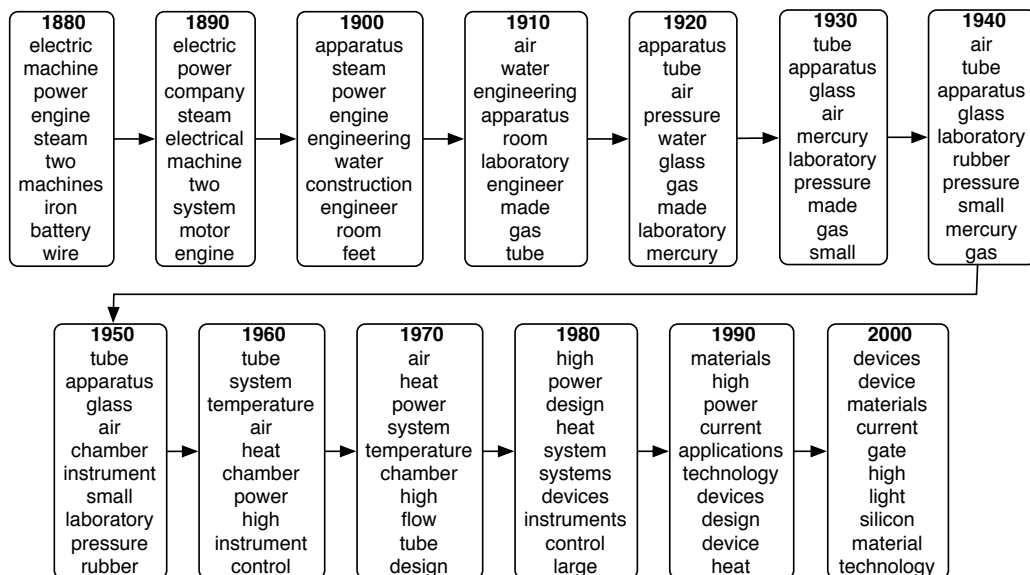 1880
electric
machine
power
engine
steam
two
machines
iron
battery
wire
1890
electric
power
company
steam
electrical
machine
two
system
motor
engine
1900
apparatus
steam
power
engine
engineering
water
construction
engineer
room
feet
1910
air
water
engineering
apparatus
room
laboratory
engineer
made
gas
tube
1920
apparatus
tube
air
pressure
water
glass
gas
made
laboratory
mercury
1930
tube
apparatus
glass
air
mercury
laboratory
pressure
made
gas
small
1940
air
tube
apparatus
glass
laboratory
rubber
pressure
small
mercury
gas
1950
tube
apparatus
glass
air
chamber
instrument
small
laboratory
pressure
rubber
1960
tube
system
temperature
air
heat
chamber
power
high
instrument
control
1970
air
heat
power
system
temperature
chamber
high
flow
tube
design
1980
high
power
design
heat
system
systems
devices
instruments
control
large
1990
materials
high
power
current
applications
technology
devices
design
device
heat
2000
devices
device
materials
current
gate
high
light
silicon
material
technology